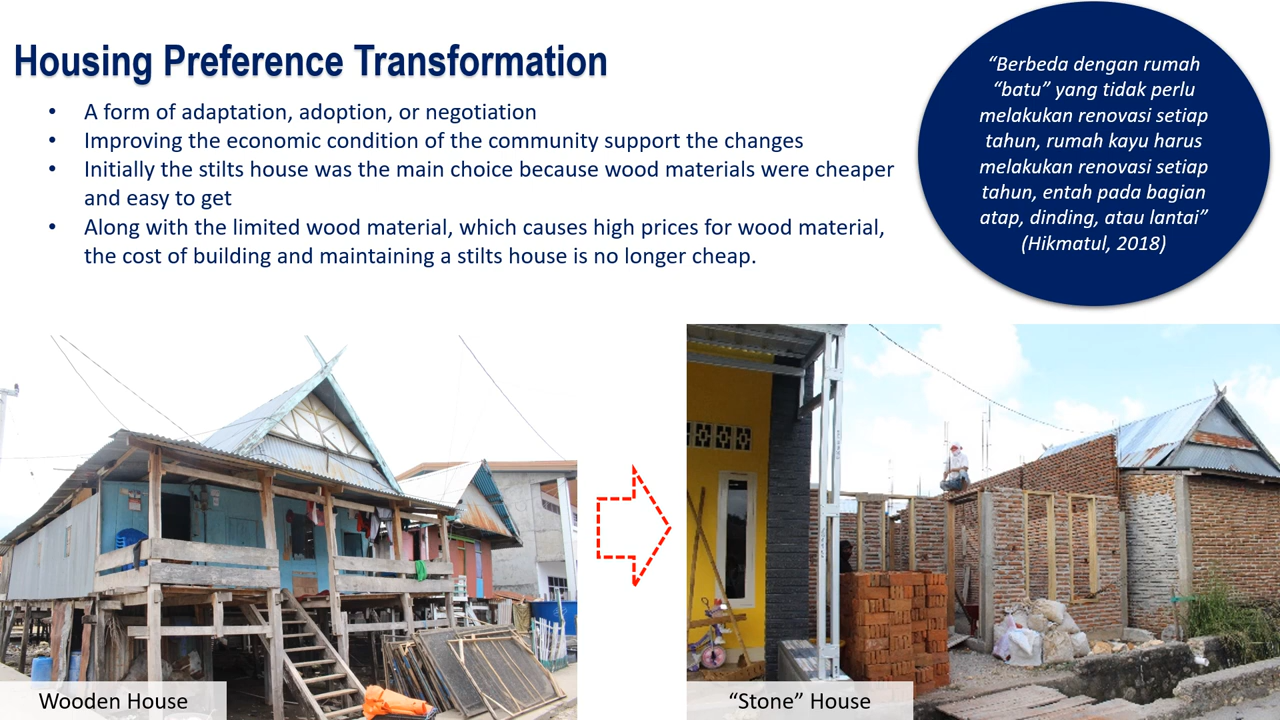 Housing Preference Transformation
• A form of adaptation, adoption, or negotiation
• Improving the economic condition of the community support the changes
• Initially the stilts house was the main choice because wood materials were cheaper
and easy to get
• Along with the limited wood material, which causes high prices for wood material,
the cost of building and maintaining a stilts house is no longer cheap.
“Berbeda dengan rumah
“batu” yang tidak perlu
melakukan renovasi setiap
tahun, rumah kayu harus
melakukan renovasi setiap
tahun, entah pada bagian
atap, dinding, atau lantai”
(Hikmatul, 2018)
Wooden House
“Stone” House